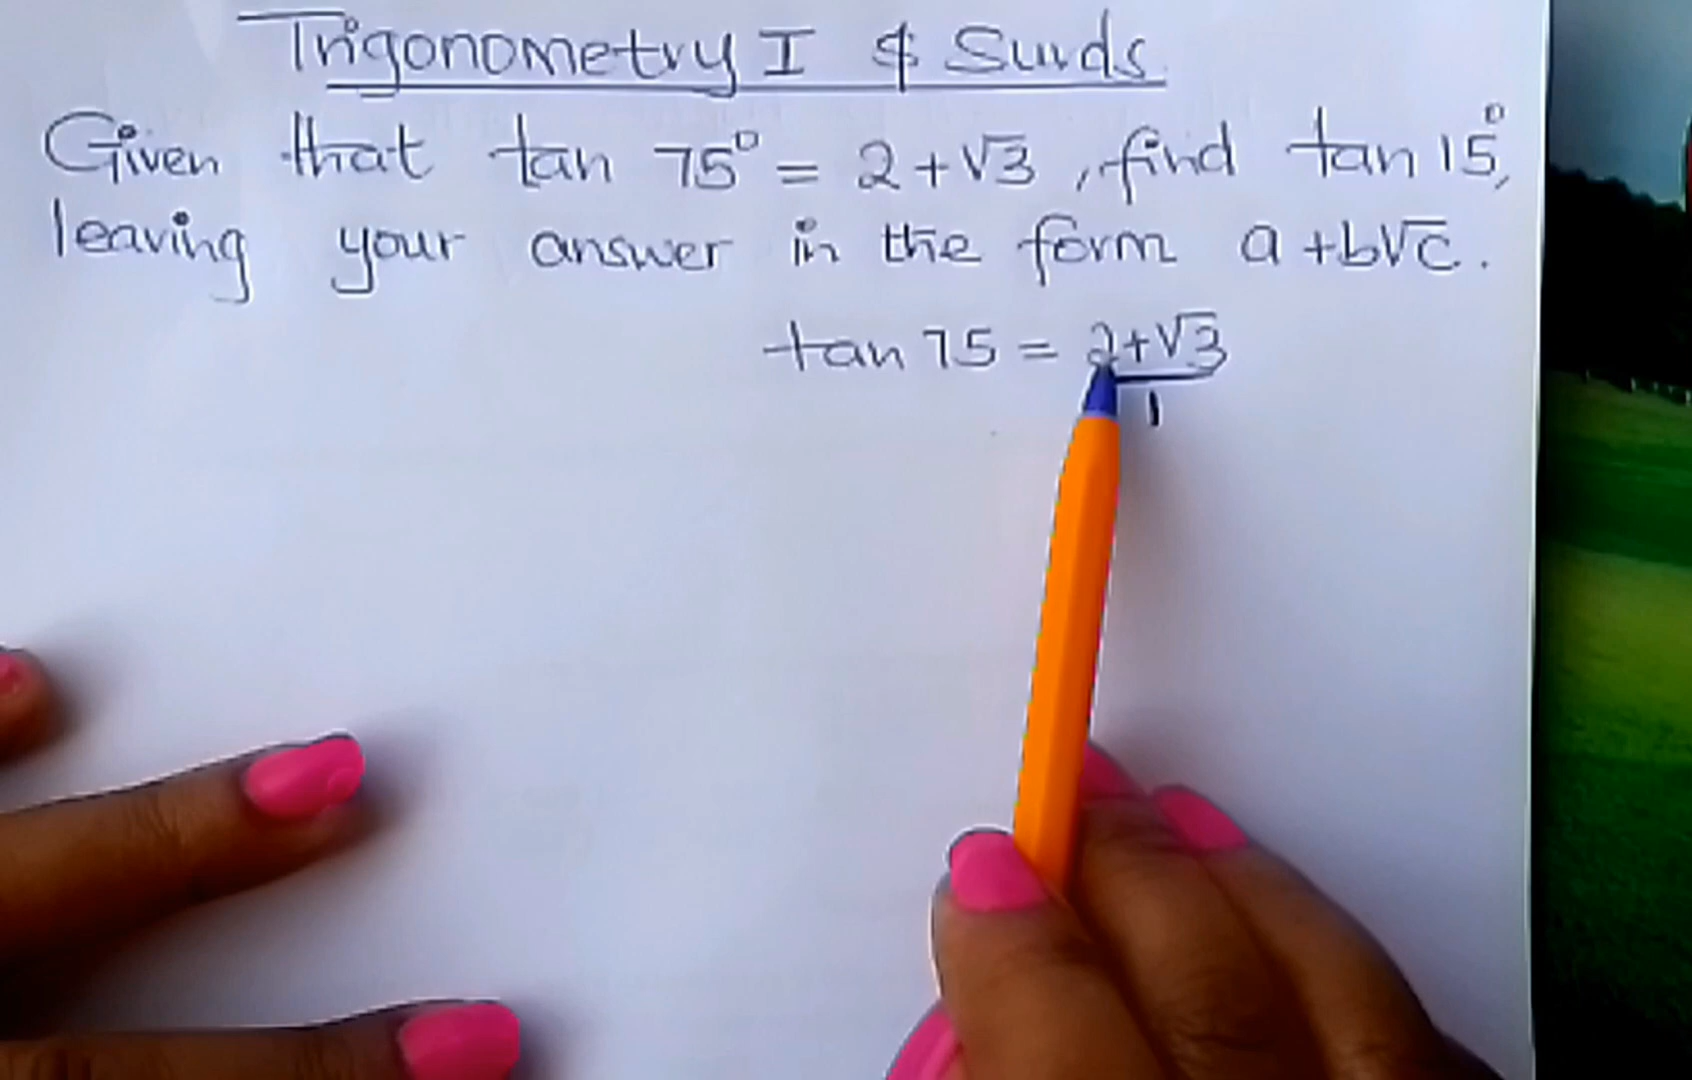 Trigonometry I & Surds
Given that tan 75° = 2+√3, find tan 15°,
leaving your answer in the form a+b√c.
tan 75 = 2+√3
1